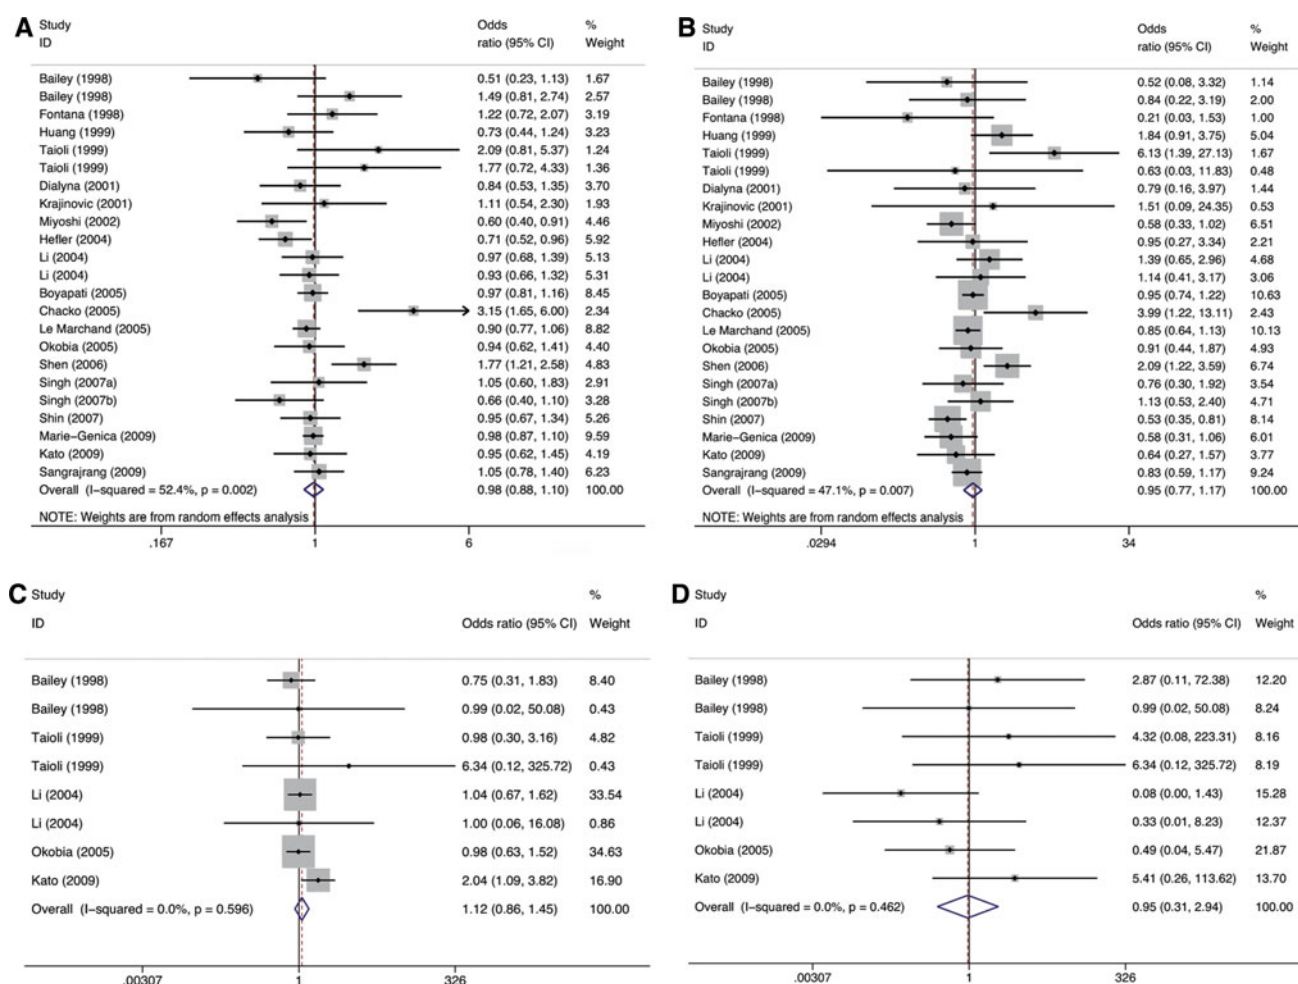 A
Study Odds %
ID ratio (95% CI) Weight
Bailey (1998) 0.51 (0.23, 1.13) 1.67
Bailey (1998) 1.49 (0.81, 2.74) 2.57
Fontana (1998) 1.22 (0.72, 2.07) 3.19
Huang (1999) 0.73 (0.44, 1.24) 3.23
Taioli (1999) 2.09 (0.81, 5.37) 1.24
Taioli (1999) 1.77 (0.72, 4.33) 1.36
Dialyna (2001) 0.84 (0.53, 1.35) 3.70
Krajinovic (2001) 1.11 (0.54, 2.30) 1.93
Miyoshi (2002) 0.60 (0.40, 0.91) 4.46
Hefler (2004) 0.71 (0.52, 0.96) 5.92
Li (2004) 0.97 (0.68, 1.39) 5.13
Li (2004) 0.93 (0.66, 1.32) 5.31
Boyapati (2005) 0.97 (0.81, 1.16) 8.45
Chacko (2005) 3.15 (1.65, 6.00) 2.34
Le Marchand (2005) 0.90 (0.77, 1.06) 8.82
Okobia (2005) 0.94 (0.62, 1.41) 4.40
Shen (2006) 1.77 (1.21, 2.58) 4.83
Singh (2007a) 1.05 (0.60, 1.83) 2.91
Singh (2007b) 0.66 (0.40, 1.10) 3.28
Shin (2007) 0.95 (0.67, 1.34) 5.26
Marie-Genica (2009) 0.98 (0.87, 1.10) 9.59
Kato (2009) 0.95 (0.62, 1.45) 4.19
Sangrajrang (2009) 1.05 (0.78, 1.40) 6.23
Overall (I-squared = 52.4%, p = 0.002) 0.98 (0.88, 1.10) 100.00
NOTE: Weights are from random effects analysis
.167 1 6
B
Study Odds %
ID ratio (95% CI) Weight
Bailey (1998) 0.52 (0.08, 3.32) 1.14
Bailey (1998) 0.84 (0.22, 3.19) 2.00
Fontana (1998) 0.21 (0.03, 1.53) 1.00
Huang (1999) 1.84 (0.91, 3.75) 5.04
Taioli (1999) 6.13 (1.39, 27.13) 1.67
Taioli (1999) 0.63 (0.03, 11.83) 0.48
Dialyna (2001) 0.79 (0.16, 3.97) 1.44
Krajinovic (2001) 1.51 (0.09, 24.35) 0.53
Miyoshi (2002) 0.58 (0.33, 1.02) 6.51
Hefler (2004) 0.95 (0.27, 3.34) 2.21
Li (2004) 1.39 (0.65, 2.96) 4.68
Li (2004) 1.14 (0.41, 3.17) 3.06
Boyapati (2005) 0.95 (0.74, 1.22) 10.63
Chacko (2005) 3.99 (1.22, 13.11) 2.43
Le Marchand (2005) 0.85 (0.64, 1.13) 10.13
Okobia (2005) 0.91 (0.44, 1.87) 4.93
Shen (2006) 2.09 (1.22, 3.59) 6.74
Singh (2007a) 0.76 (0.30, 1.92) 3.54
Singh (2007b) 1.13 (0.53, 2.40) 4.71
Shin (2007) 0.53 (0.35, 0.81) 8.14
Marie-Genica (2009) 0.58 (0.31, 1.06) 6.01
Kato (2009) 0.64 (0.27, 1.57) 3.77
Sangrajrang (2009) 0.83 (0.59, 1.17) 9.24
Overall (I-squared = 47.1%, p = 0.007) 0.95 (0.77, 1.17) 100.00
NOTE: Weights are from random effects analysis
.0294 1 34
C
Study %
ID Odds ratio (95% CI) Weight
Bailey (1998) 0.75 (0.31, 1.83) 8.40
Bailey (1998) 0.99 (0.02, 50.08) 0.43
Taioli (1999) 0.98 (0.30, 3.16) 4.82
Taioli (1999) 6.34 (0.12, 325.72) 0.43
Li (2004) 1.04 (0.67, 1.62) 33.54
Li (2004) 1.00 (0.06, 16.08) 0.86
Okobia (2005) 0.98 (0.63, 1.52) 34.63
Kato (2009) 2.04 (1.09, 3.82) 16.90
Overall (I-squared = 0.0%, p = 0.596) 1.12 (0.86, 1.45) 100.00
.00307 1 326
D
Study %
ID Odds ratio (95% CI) Weight
Bailey (1998) 2.87 (0.11, 72.38) 12.20
Bailey (1998) 0.99 (0.02, 50.08) 8.24
Taioli (1999) 4.32 (0.08, 223.31) 8.16
Taioli (1999) 6.34 (0.12, 325.72) 8.19
Li (2004) 0.08 (0.00, 1.43) 15.28
Li (2004) 0.33 (0.01, 8.23) 12.37
Okobia (2005) 0.49 (0.04, 5.47) 21.87
Kato (2009) 5.41 (0.26, 113.62) 13.70
Overall (I-squared = 0.0%, p = 0.462) 0.95 (0.31, 2.94) 100.00
.00307 1 326